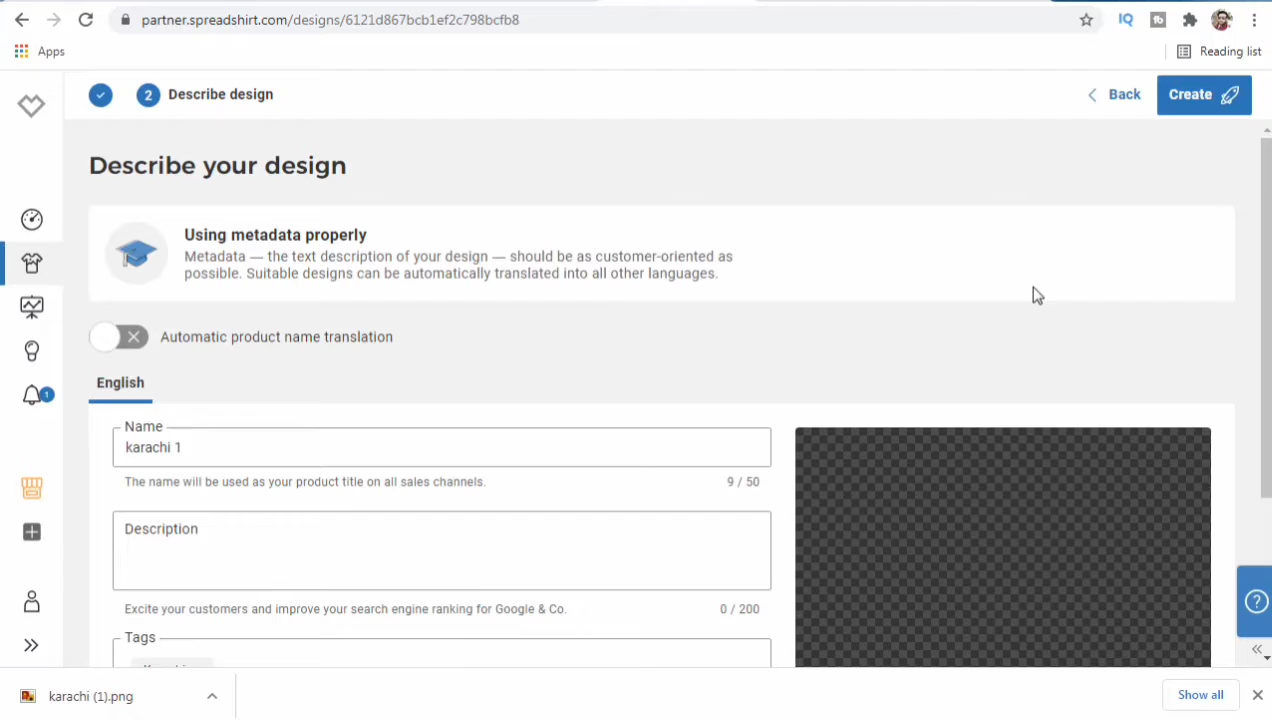 partner.spreadshirt.com/designs/6121d867bcb1ef2c798bcfb8
IQ
Apps
Reading list
2 Describe design
Back
Create
Describe your design
Using metadata properly
Metadata — the text description of your design — should be as customer-oriented as
possible. Suitable designs can be automatically translated into all other languages.
Automatic product name translation
1
English
Name
karachi 1
The name will be used as your product title on all sales channels.
9 / 50
Description
Excite your customers and improve your search engine ranking for Google & Co.
0 / 200
Tags
karachi (1).png
Show all